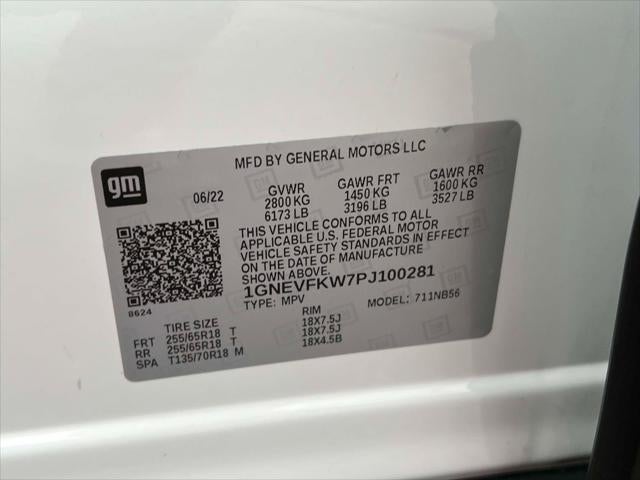 MFD BY GENERAL MOTORS LLC
gm
06/22 GVWR GAWR FRT GAWR RR
2800 KG 1450 KG 1600 KG
6173 LB 3196 LB 3527 LB
THIS VEHICLE CONFORMS TO ALL
APPLICABLE U.S. FEDERAL MOTOR
VEHICLE SAFETY STANDARDS IN EFFECT
ON THE DATE OF MANUFACTURE
SHOWN ABOVE.
1GNEVFKW7PJ100281
TYPE: MPV MODEL: 711NB56
8624
TIRE SIZE RIM
FRT 255/65R18 T 18X7.5J
RR 255/65R18 T 18X7.5J
SPA T135/70R18 M 18X4.5B